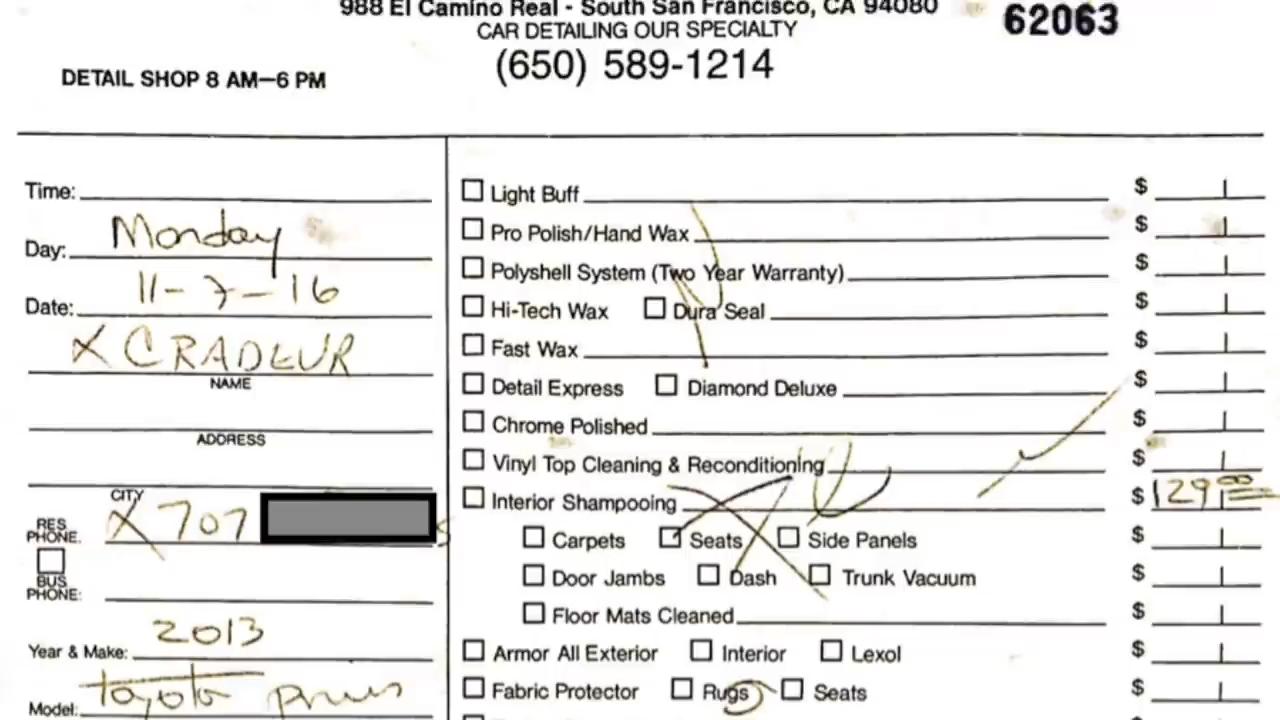 988 El Camino Real - South San Francisco, CA 94080
62063
CAR DETAILING OUR SPECIALTY
(650) 589-1214
DETAIL SHOP 8 AM–6 PM
Time:
Day: Monday
Date: 11-7-16
X CRADEUR
NAME
ADDRESS
CITY
RES. PHONE: X 707
BUS PHONE:
Year & Make: 2013
Model: Toyota Prius
Light Buff $
Pro Polish/Hand Wax $
Polyshell System (Two Year Warranty) $
Hi-Tech Wax Dura Seal $
Fast Wax $
Detail Express Diamond Deluxe $
Chrome Polished $
Vinyl Top Cleaning & Reconditioning $
Interior Shampooing $ 129 00
Carpets Seats Side Panels $
Door Jambs Dash Trunk Vacuum $
Floor Mats Cleaned $
Armor All Exterior Interior Lexol $
Fabric Protector Rugs Seats $